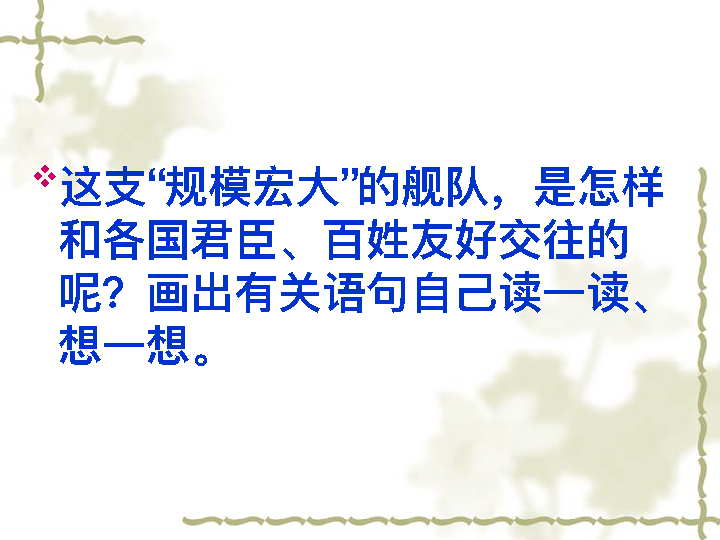 这支“规模宏大”的舰队，是怎样
和各国君臣、百姓友好交往的
呢？画出有关语句自己读一读、
想一想。